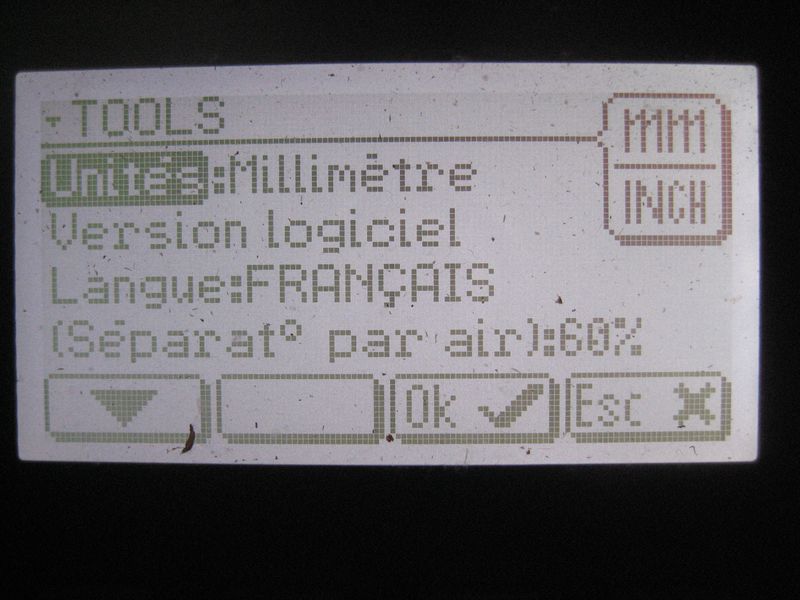 TOOLS
MM
INCH
Unités:Millimètre
Version logiciel
Langue:FRANÇAIS
(Séparat° par air):60%
Ok
Esc